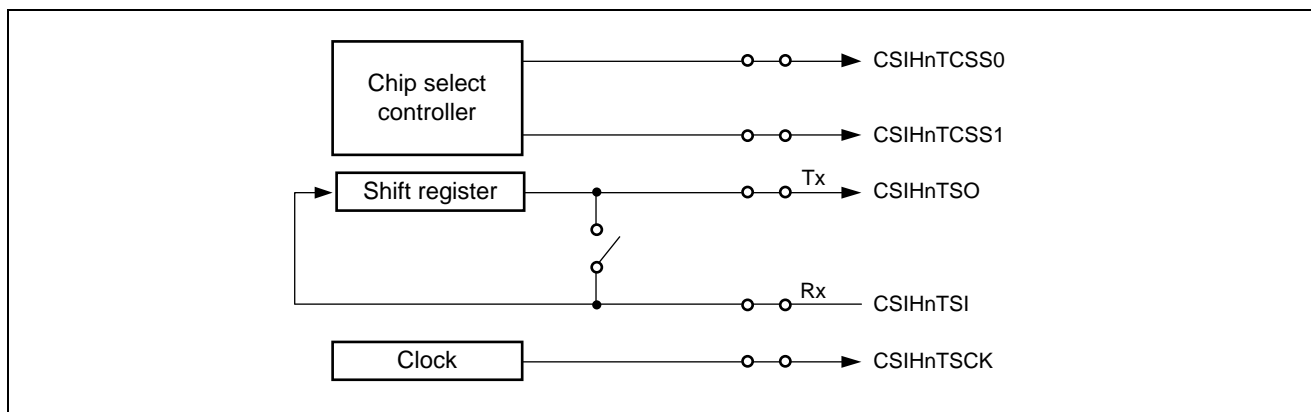 Chip select
controller
CSIHnTCSS0
CSIHnTCSS1
Shift register
Tx
CSIHnTSO
Rx
CSIHnTSI
Clock
CSIHnTSCK